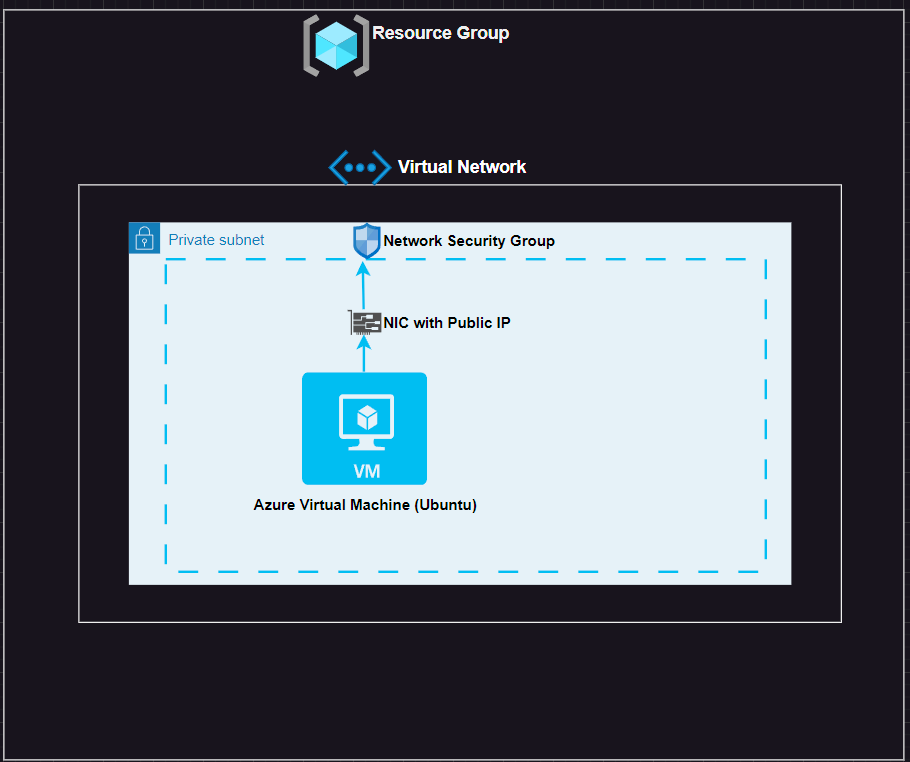 Resource Group
Virtual Network
Private subnet
Network Security Group
NIC with Public IP
VM
Azure Virtual Machine (Ubuntu)